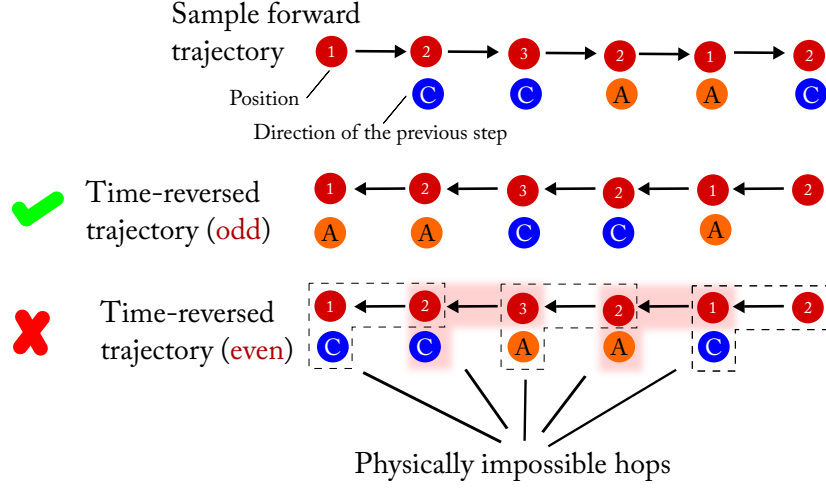 Sample forward
trajectory
1 2 3 2 1 2
C C A A C
Position
Direction of the previous step
Time-reversed
trajectory (odd)
1 2 3 2 1 2
A A C C A
Time-reversed
trajectory (even)
1 2 3 2 1 2
C C A A C
Physically impossible hops